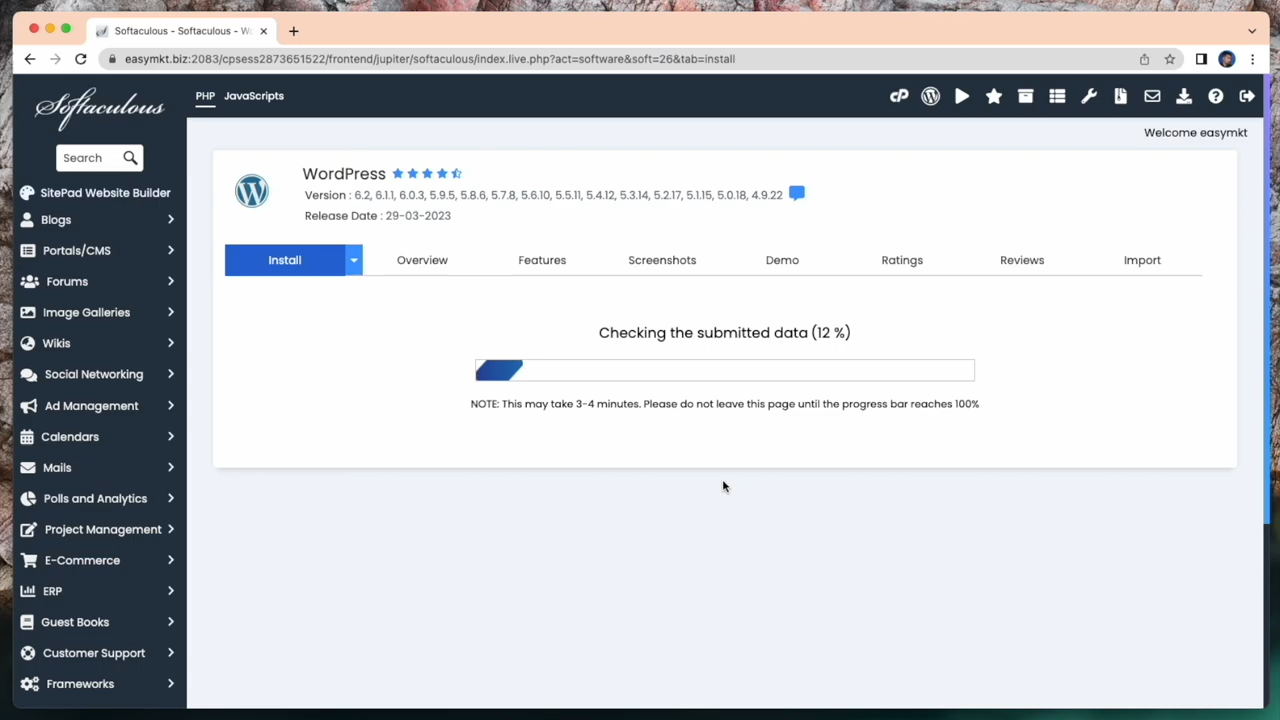 Softaculous - Softaculous - Wo
easymkt.biz:2083/cpsess2873651522/frontend/jupiter/softaculous/index.live.php?act=software&soft=26&tab=install
Softaculous
PHP
JavaScripts
Welcome easymkt
Search
SitePad Website Builder
Blogs
Portals/CMS
Forums
Image Galleries
Wikis
Social Networking
Ad Management
Calendars
Mails
Polls and Analytics
Project Management
E-Commerce
ERP
Guest Books
Customer Support
Frameworks
WordPress
Version : 6.2, 6.1.1, 6.0.3, 5.9.5, 5.8.6, 5.7.8, 5.6.10, 5.5.11, 5.4.12, 5.3.14, 5.2.17, 5.1.15, 5.0.18, 4.9.22
Release Date : 29-03-2023
Install
Overview
Features
Screenshots
Demo
Ratings
Reviews
Import
Checking the submitted data (12 %)
NOTE: This may take 3-4 minutes. Please do not leave this page until the progress bar reaches 100%